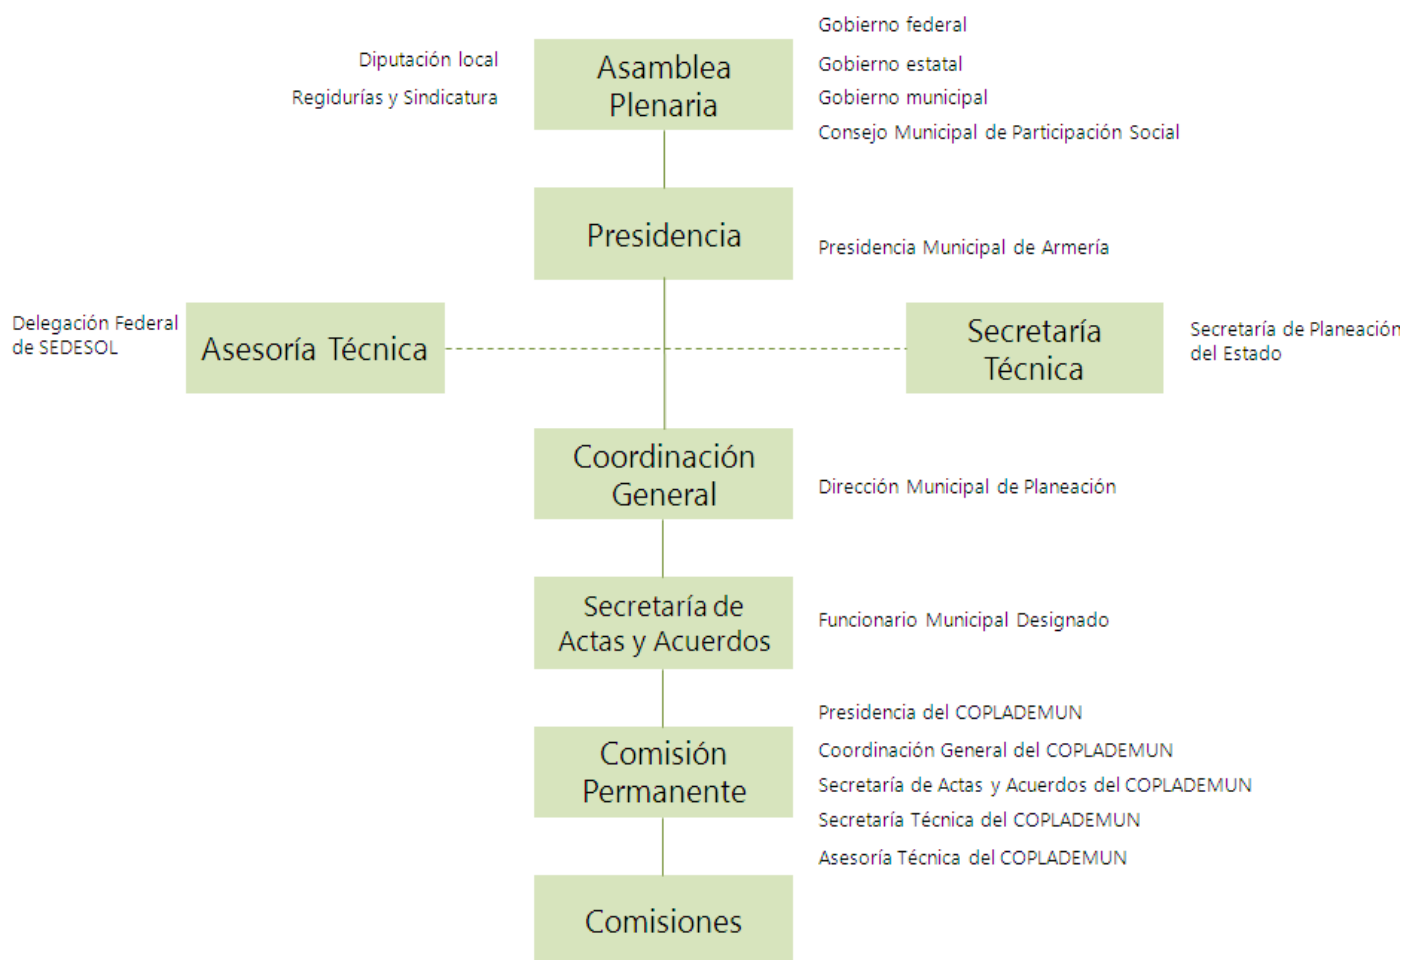 Gobierno federal
Diputación local
Asamblea
Plenaria
Gobierno estatal
Regidurías y Sindicatura
Gobierno municipal
Consejo Municipal de Participación Social
Presidencia
Presidencia Municipal de Armería
Delegación Federal
de SEDESOL
Asesoría Técnica
Secretaría
Técnica
Secretaría de Planeación
del Estado
Coordinación
General
Dirección Municipal de Planeación
Secretaría de
Actas y Acuerdos
Funcionario Municipal Designado
Comisión
Permanente
Presidencia del COPLADEMUN
Coordinación General del COPLADEMUN
Secretaría de Actas y Acuerdos del COPLADEMUN
Secretaría Técnica del COPLADEMUN
Asesoría Técnica del COPLADEMUN
Comisiones